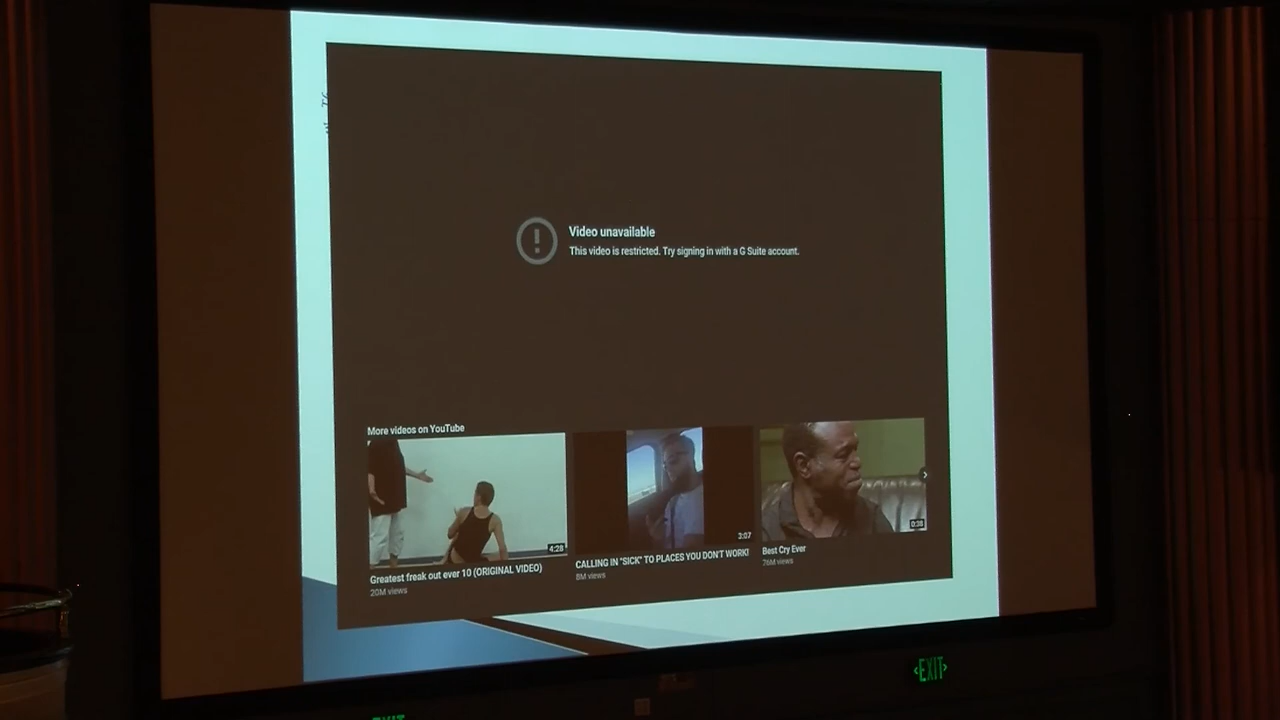 Video unavailable
This video is restricted. Try signing in with a G Suite account.
More videos on YouTube
4:28
3:07
0:38
Greatest freak out ever 10 (ORIGINAL VIDEO)
20M views
CALLING IN "SICK" TO PLACES YOU DON'T WORK!
8M views
Best Cry Ever
76M views
EXIT
EXIT